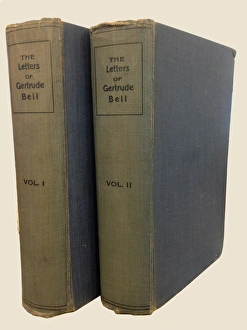 THE
Letters
OF
Gertrude
Bell
VOL. I
THE
Letters
OF
Gertrude
Bell
VOL. II